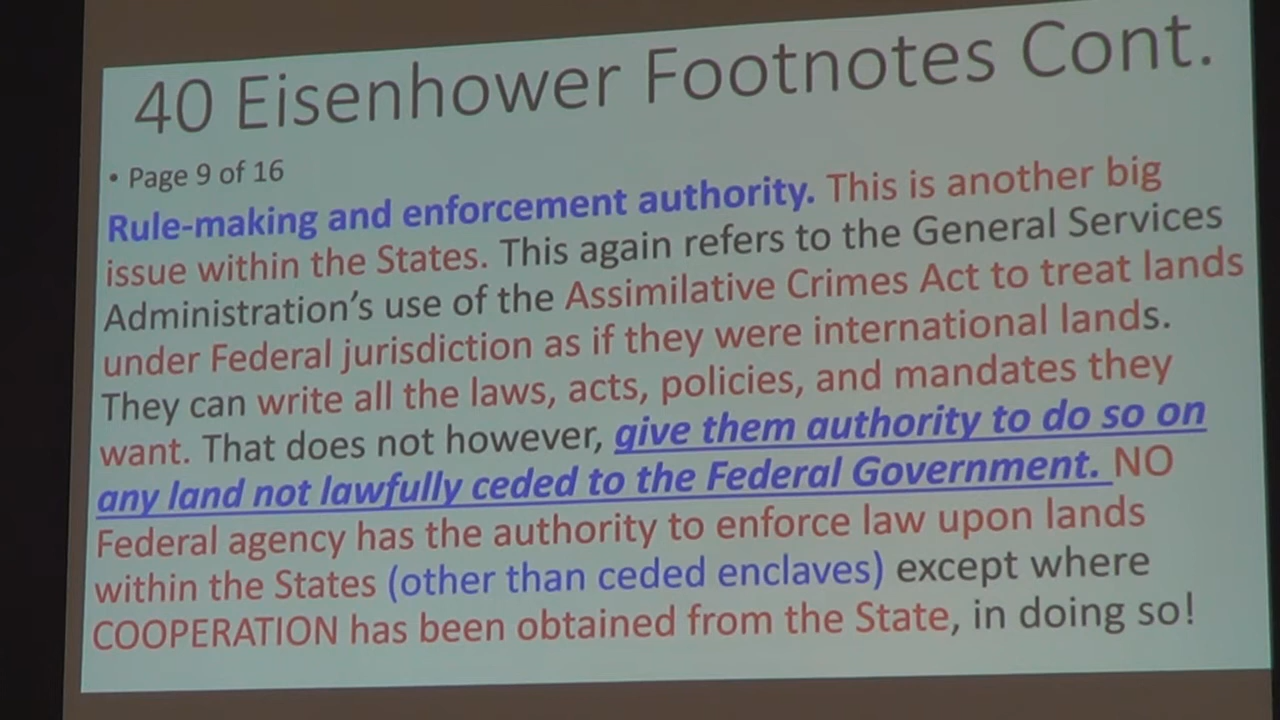 40 Eisenhower Footnotes Cont.
• Page 9 of 16
Rule-making and enforcement authority. This is another big
issue within the States. This again refers to the General Services
Administration's use of the Assimilative Crimes Act to treat lands
under Federal jurisdiction as if they were international lands.
They can write all the laws, acts, policies, and mandates they
want. That does not however, give them authority to do so on
any land not lawfully ceded to the Federal Government. NO
Federal agency has the authority to enforce law upon lands
within the States (other than ceded enclaves) except where
COOPERATION has been obtained from the State, in doing so!